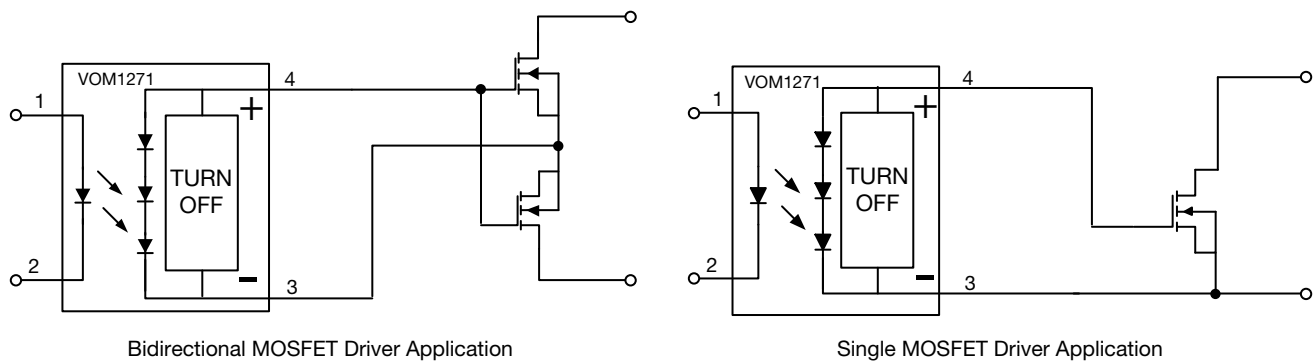 VOM1271
1
2
4
3
+
TURN
OFF
-
Bidirectional MOSFET Driver Application
VOM1271
1
2
4
3
+
TURN
OFF
-
Single MOSFET Driver Application